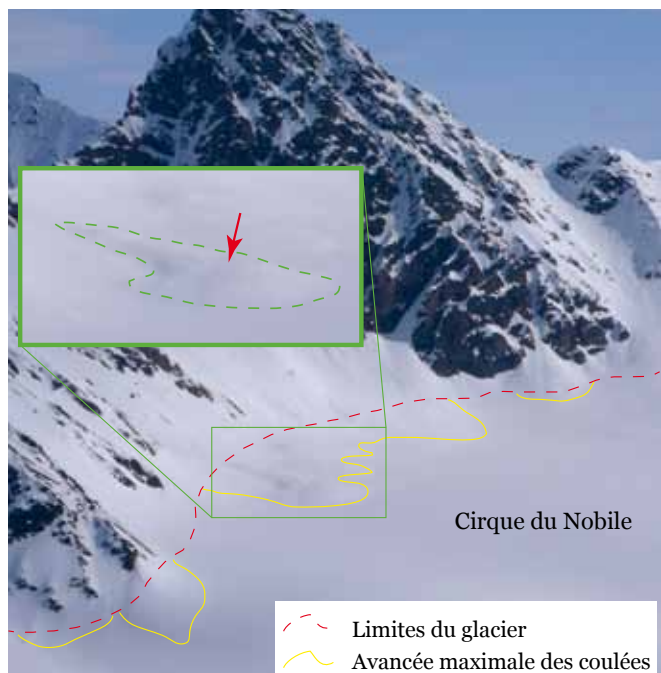 Cirque du Nobile
Limites du glacier
Avancée maximale des coulées